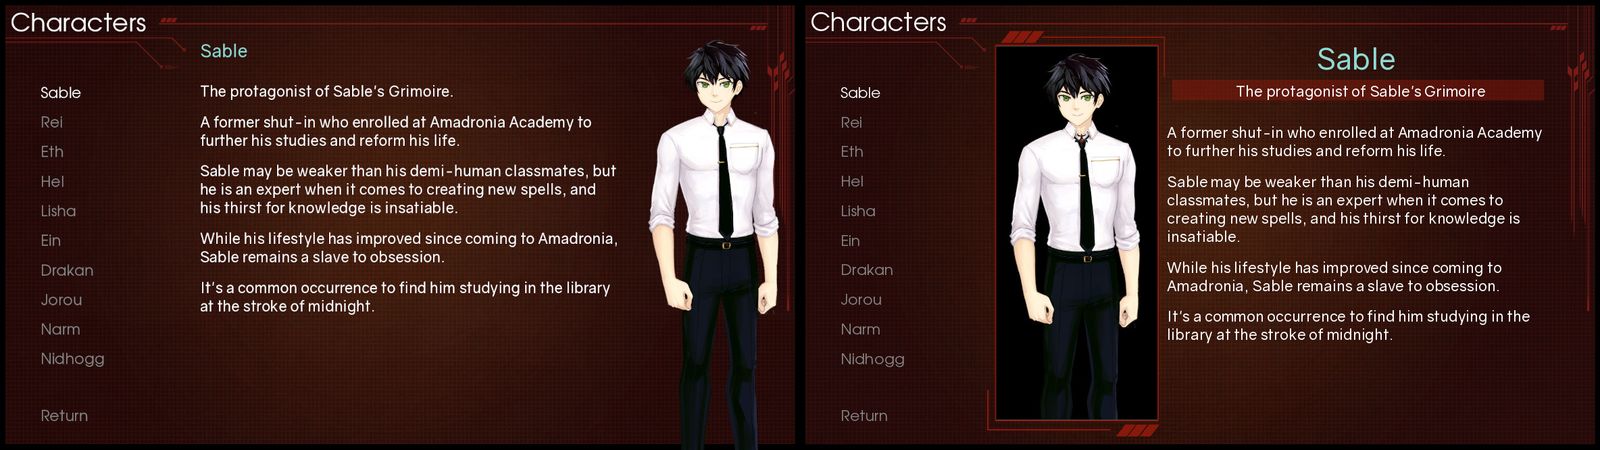 Characters
Sable
Sable
Rei
Eth
Hel
Lisha
Ein
Drakan
Jorou
Narm
Nidhogg
Return
The protagonist of Sable's Grimoire.
A former shut-in who enrolled at Amadronia Academy to
further his studies and reform his life.
Sable may be weaker than his demi-human classmates, but
he is an expert when it comes to creating new spells, and
his thirst for knowledge is insatiable.
While his lifestyle has improved since coming to Amadronia,
Sable remains a slave to obsession.
It's a common occurrence to find him studying in the library
at the stroke of midnight.
Characters
Sable
Rei
Eth
Hel
Lisha
Ein
Drakan
Jorou
Narm
Nidhogg
Return
Sable
The protagonist of Sable's Grimoire
A former shut-in who enrolled at Amadronia Academy
to further his studies and reform his life.
Sable may be weaker than his demi-human
classmates, but he is an expert when it comes to
creating new spells, and his thirst for knowledge is
insatiable.
While his lifestyle has improved since coming to
Amadronia, Sable remains a slave to obsession.
It's a common occurrence to find him studying in the
library at the stroke of midnight.